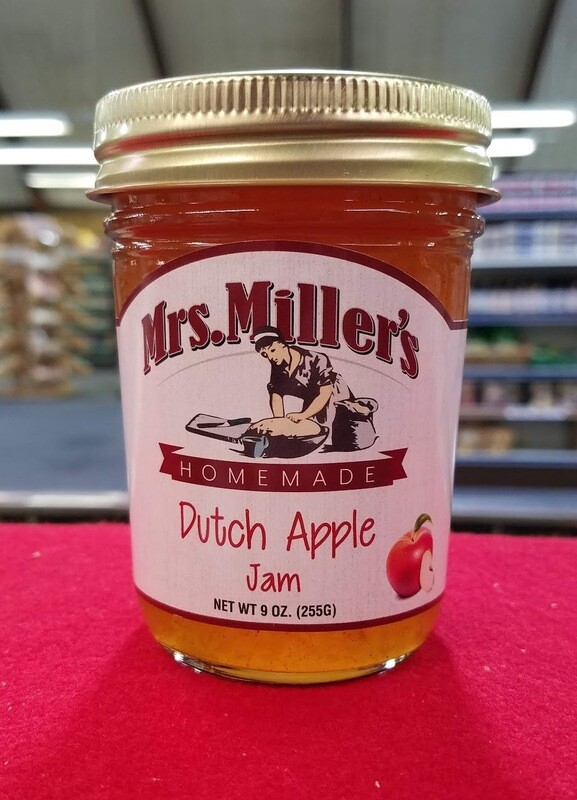 Mrs. Miller's
HOMEMADE
Dutch Apple
Jam
NET WT 9 OZ. (255G)